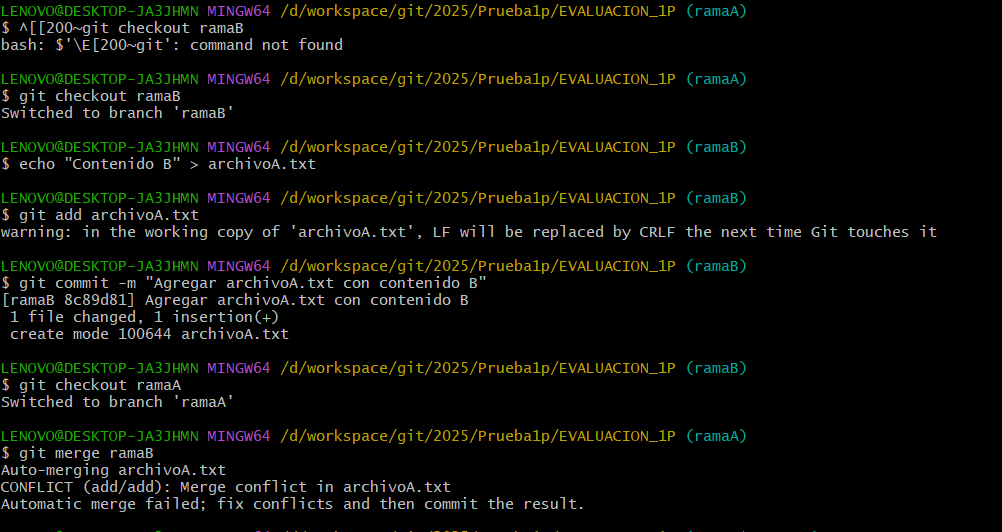 LENOVO@DESKTOP-JA3JHMN MINGW64 /d/workspace/git/2025/Prueba1p/EVALUACION_1P (ramaA)
$ ^[[200~git checkout ramaB
bash: $'\E[200~git': command not found
LENOVO@DESKTOP-JA3JHMN MINGW64 /d/workspace/git/2025/Prueba1p/EVALUACION_1P (ramaA)
$ git checkout ramaB
Switched to branch 'ramaB'
LENOVO@DESKTOP-JA3JHMN MINGW64 /d/workspace/git/2025/Prueba1p/EVALUACION_1P (ramaB)
$ echo "Contenido B" > archivoA.txt
LENOVO@DESKTOP-JA3JHMN MINGW64 /d/workspace/git/2025/Prueba1p/EVALUACION_1P (ramaB)
$ git add archivoA.txt
warning: in the working copy of 'archivoA.txt', LF will be replaced by CRLF the next time Git touches it
LENOVO@DESKTOP-JA3JHMN MINGW64 /d/workspace/git/2025/Prueba1p/EVALUACION_1P (ramaB)
$ git commit -m "Agregar archivoA.txt con contenido B"
[ramaB 8c89d81] Agregar archivoA.txt con contenido B
 1 file changed, 1 insertion(+)
 create mode 100644 archivoA.txt
LENOVO@DESKTOP-JA3JHMN MINGW64 /d/workspace/git/2025/Prueba1p/EVALUACION_1P (ramaB)
$ git checkout ramaA
Switched to branch 'ramaA'
LENOVO@DESKTOP-JA3JHMN MINGW64 /d/workspace/git/2025/Prueba1p/EVALUACION_1P (ramaA)
$ git merge ramaB
Auto-merging archivoA.txt
CONFLICT (add/add): Merge conflict in archivoA.txt
Automatic merge failed; fix conflicts and then commit the result.